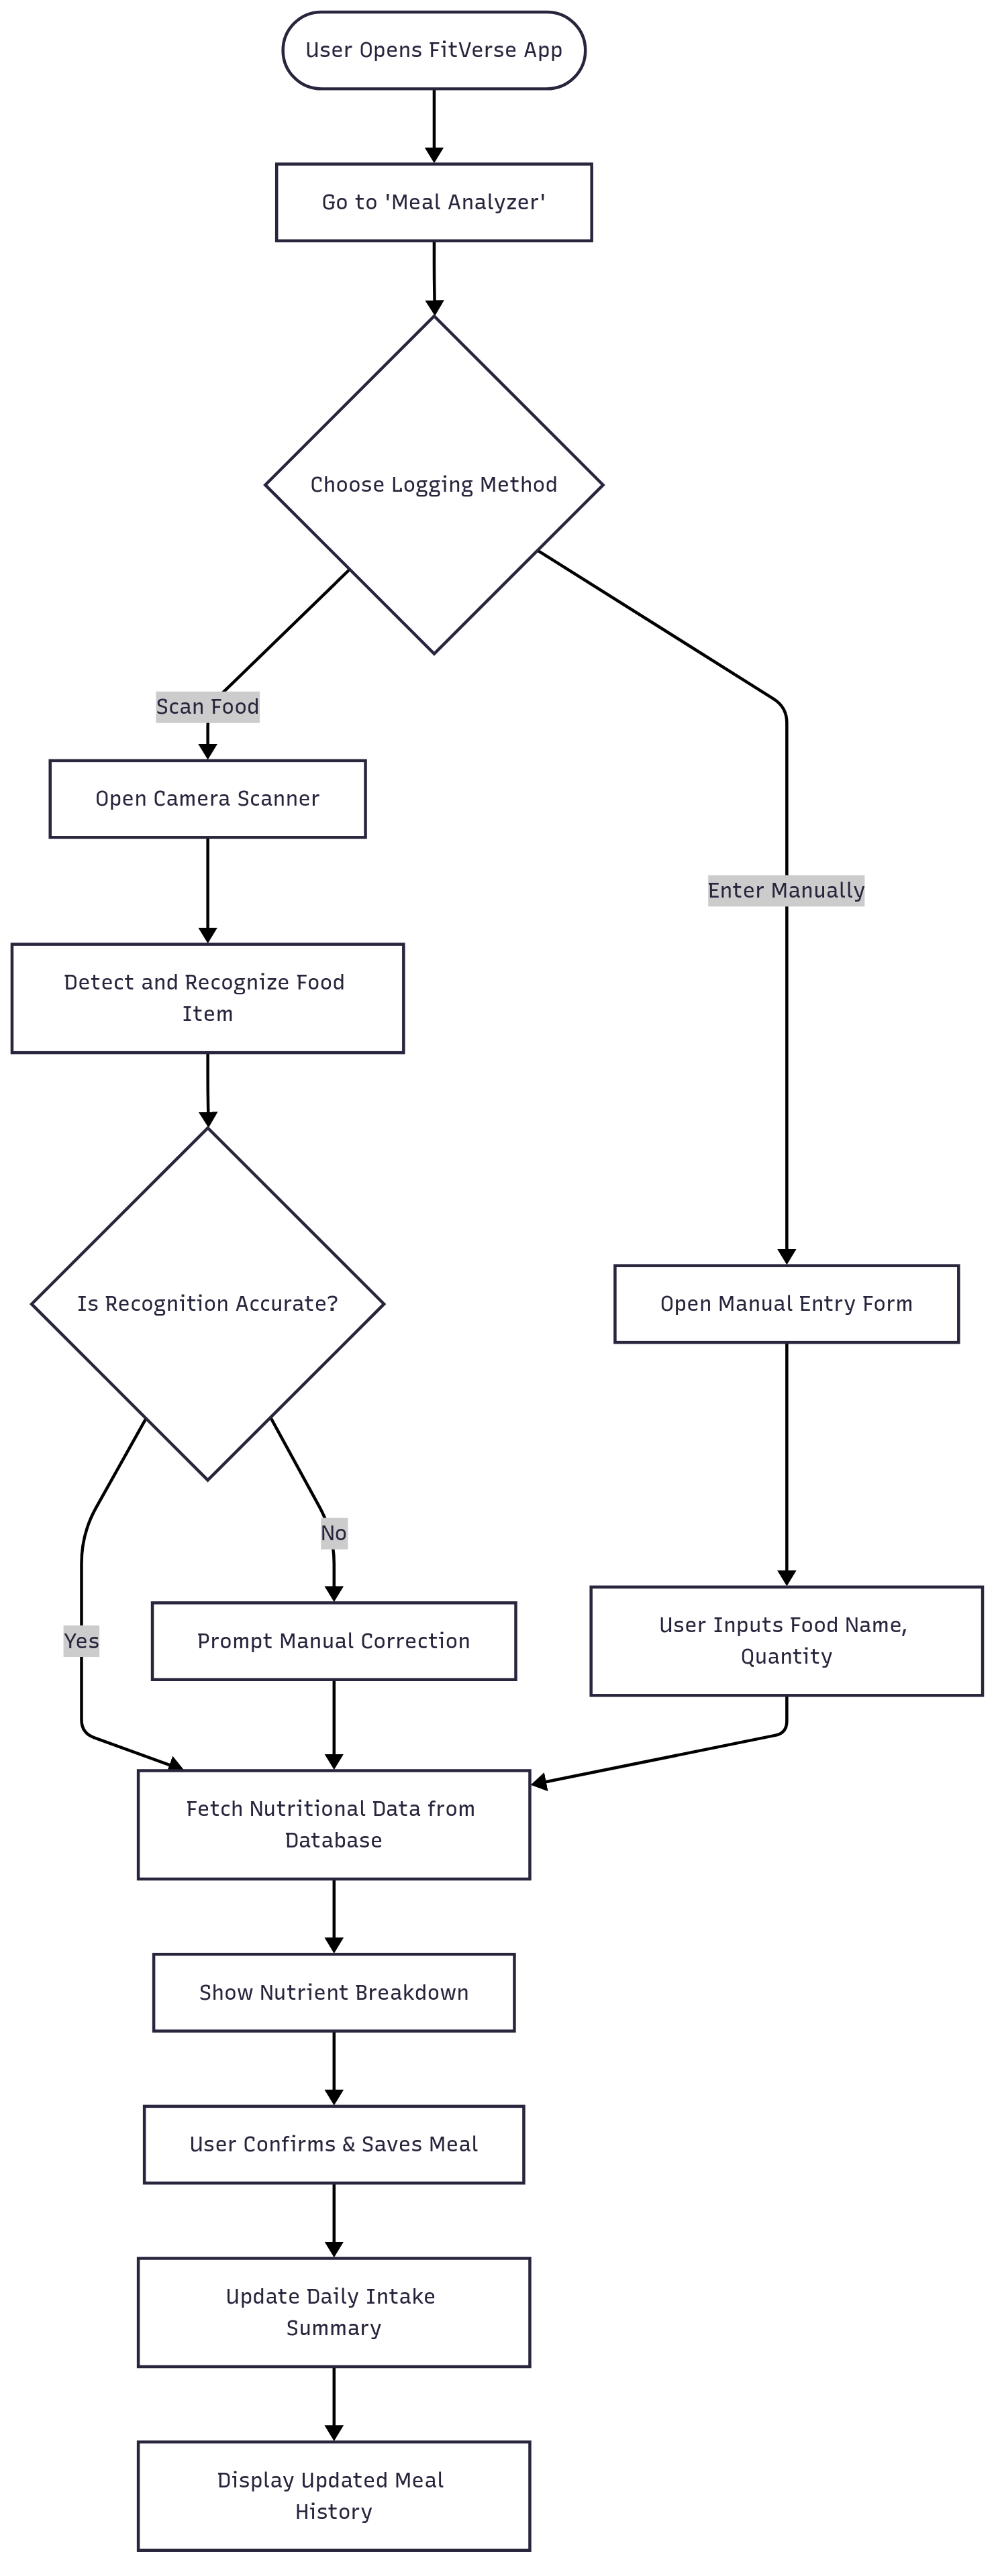 User Opens FitVerse App
Go to 'Meal Analyzer'
Choose Logging Method
Scan Food
Open Camera Scanner
Enter Manually
Detect and Recognize Food
Item
Is Recognition Accurate?
Open Manual Entry Form
No
Yes
Prompt Manual Correction
User Inputs Food Name,
Quantity
Fetch Nutritional Data from
Database
Show Nutrient Breakdown
User Confirms & Saves Meal
Update Daily Intake
Summary
Display Updated Meal
History